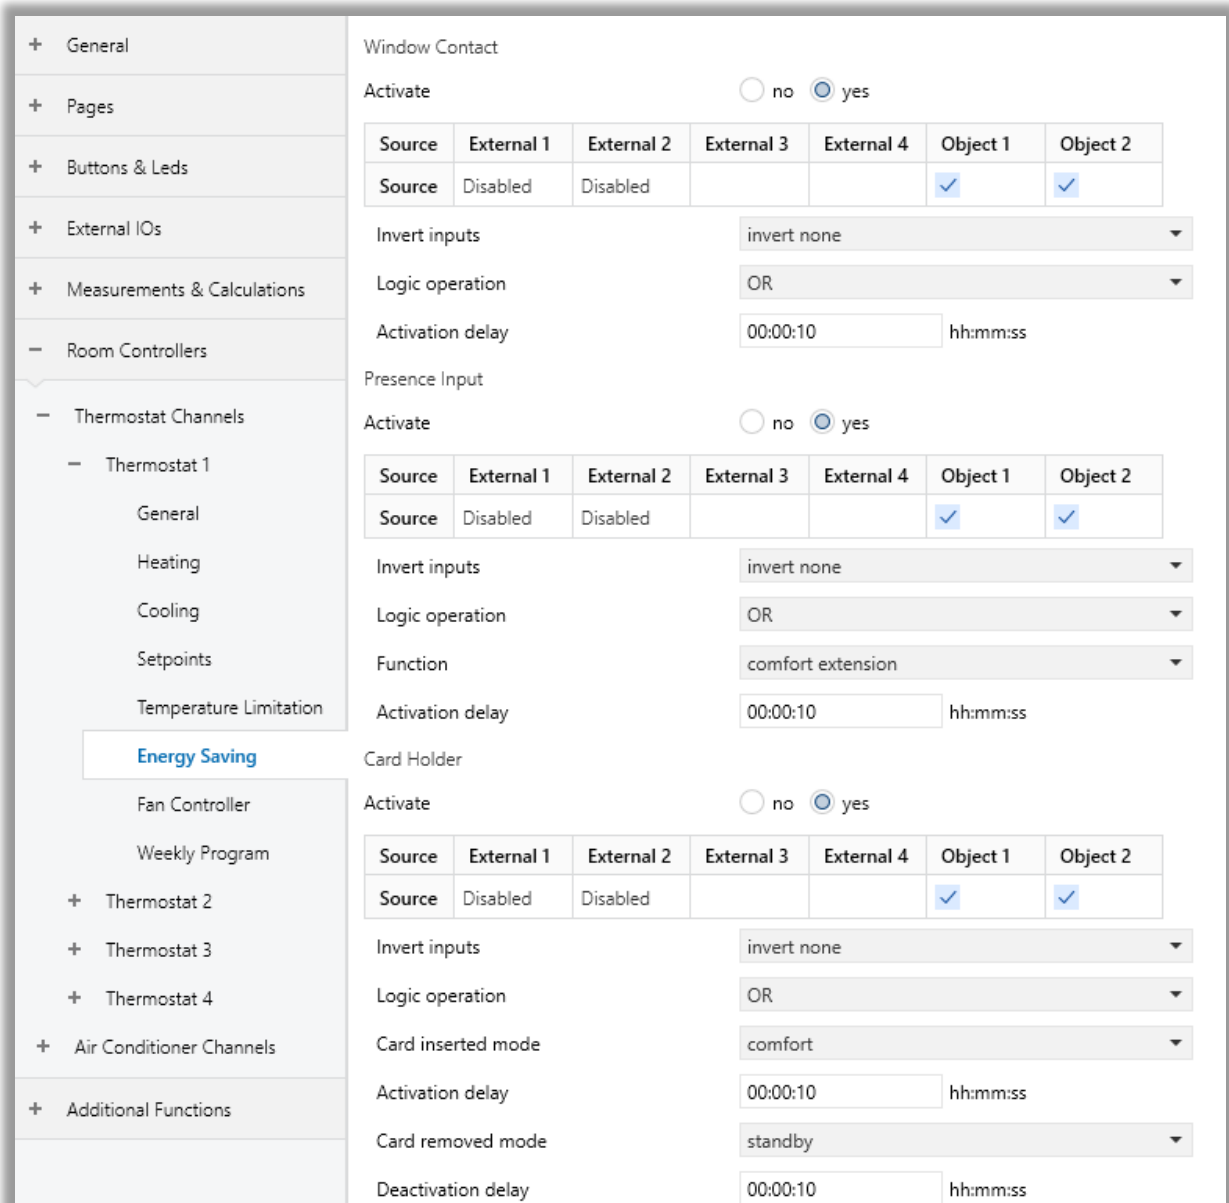 General
Pages
Buttons & Leds
External IOs
Measurements & Calculations
Room Controllers
Thermostat Channels
Thermostat 1
General
Heating
Cooling
Setpoints
Temperature Limitation
Energy Saving
Fan Controller
Weekly Program
Thermostat 2
Thermostat 3
Thermostat 4
Air Conditioner Channels
Additional Functions
Window Contact
Activate no yes
Source External 1 External 2 External 3 External 4 Object 1 Object 2
Source Disabled Disabled
Invert inputs invert none
Logic operation OR
Activation delay 00:00:10 hh:mm:ss
Presence Input
Activate no yes
Source External 1 External 2 External 3 External 4 Object 1 Object 2
Source Disabled Disabled
Invert inputs invert none
Logic operation OR
Function comfort extension
Activation delay 00:00:10 hh:mm:ss
Card Holder
Activate no yes
Source External 1 External 2 External 3 External 4 Object 1 Object 2
Source Disabled Disabled
Invert inputs invert none
Logic operation OR
Card inserted mode comfort
Activation delay 00:00:10 hh:mm:ss
Card removed mode standby
Deactivation delay 00:00:10 hh:mm:ss